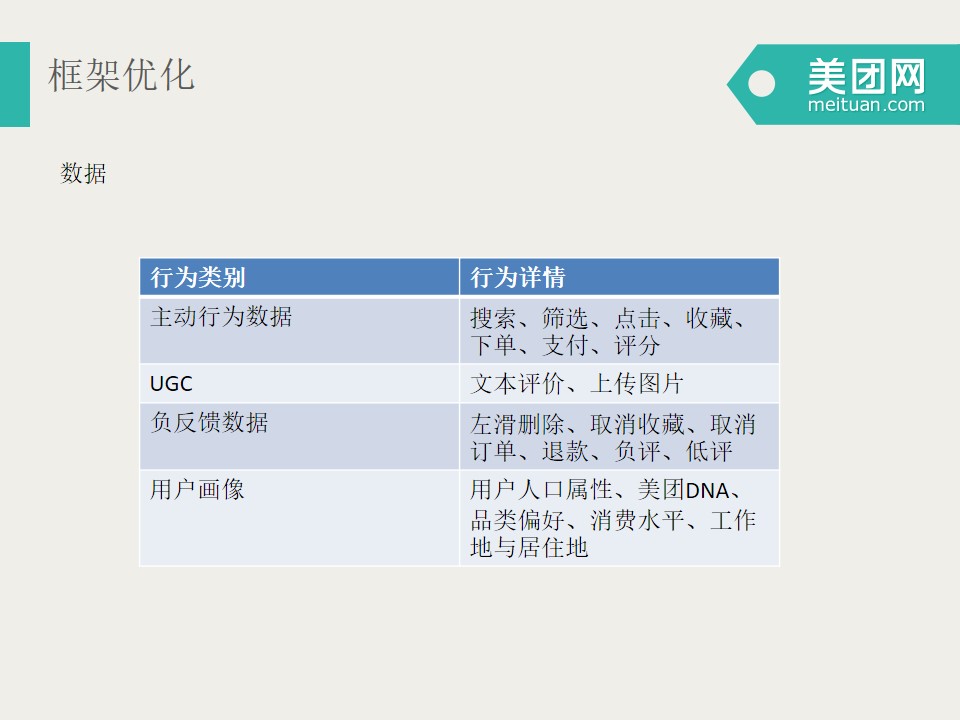 框架优化
美团网
meituan.com
数据
行为类别
行为详情
主动行为数据
搜索、筛选、点击、收藏、
下单、支付、评分
UGC
文本评价、上传图片
负反馈数据
左滑删除、取消收藏、取消
订单、退款、负评、低评
用户画像
用户人口属性、美团DNA、
品类偏好、消费水平、工作
地与居住地